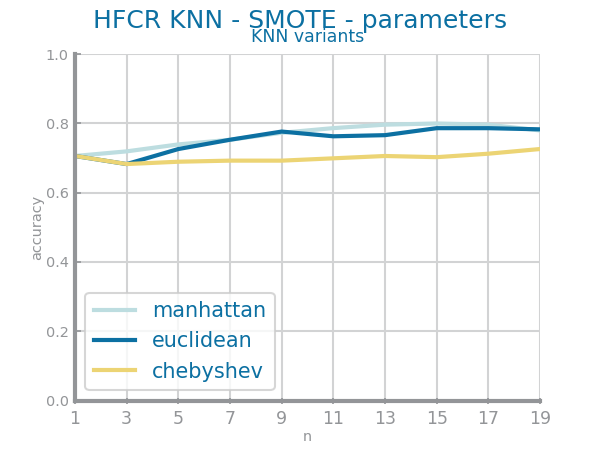 HFCR KNN - SMOTE - parameters
KNN variants
1.0
0.8
0.6
0.4
0.2
0.0
accuracy
manhattan
euclidean
chebyshev
1 3 5 7 9 11 13 15 17 19
n